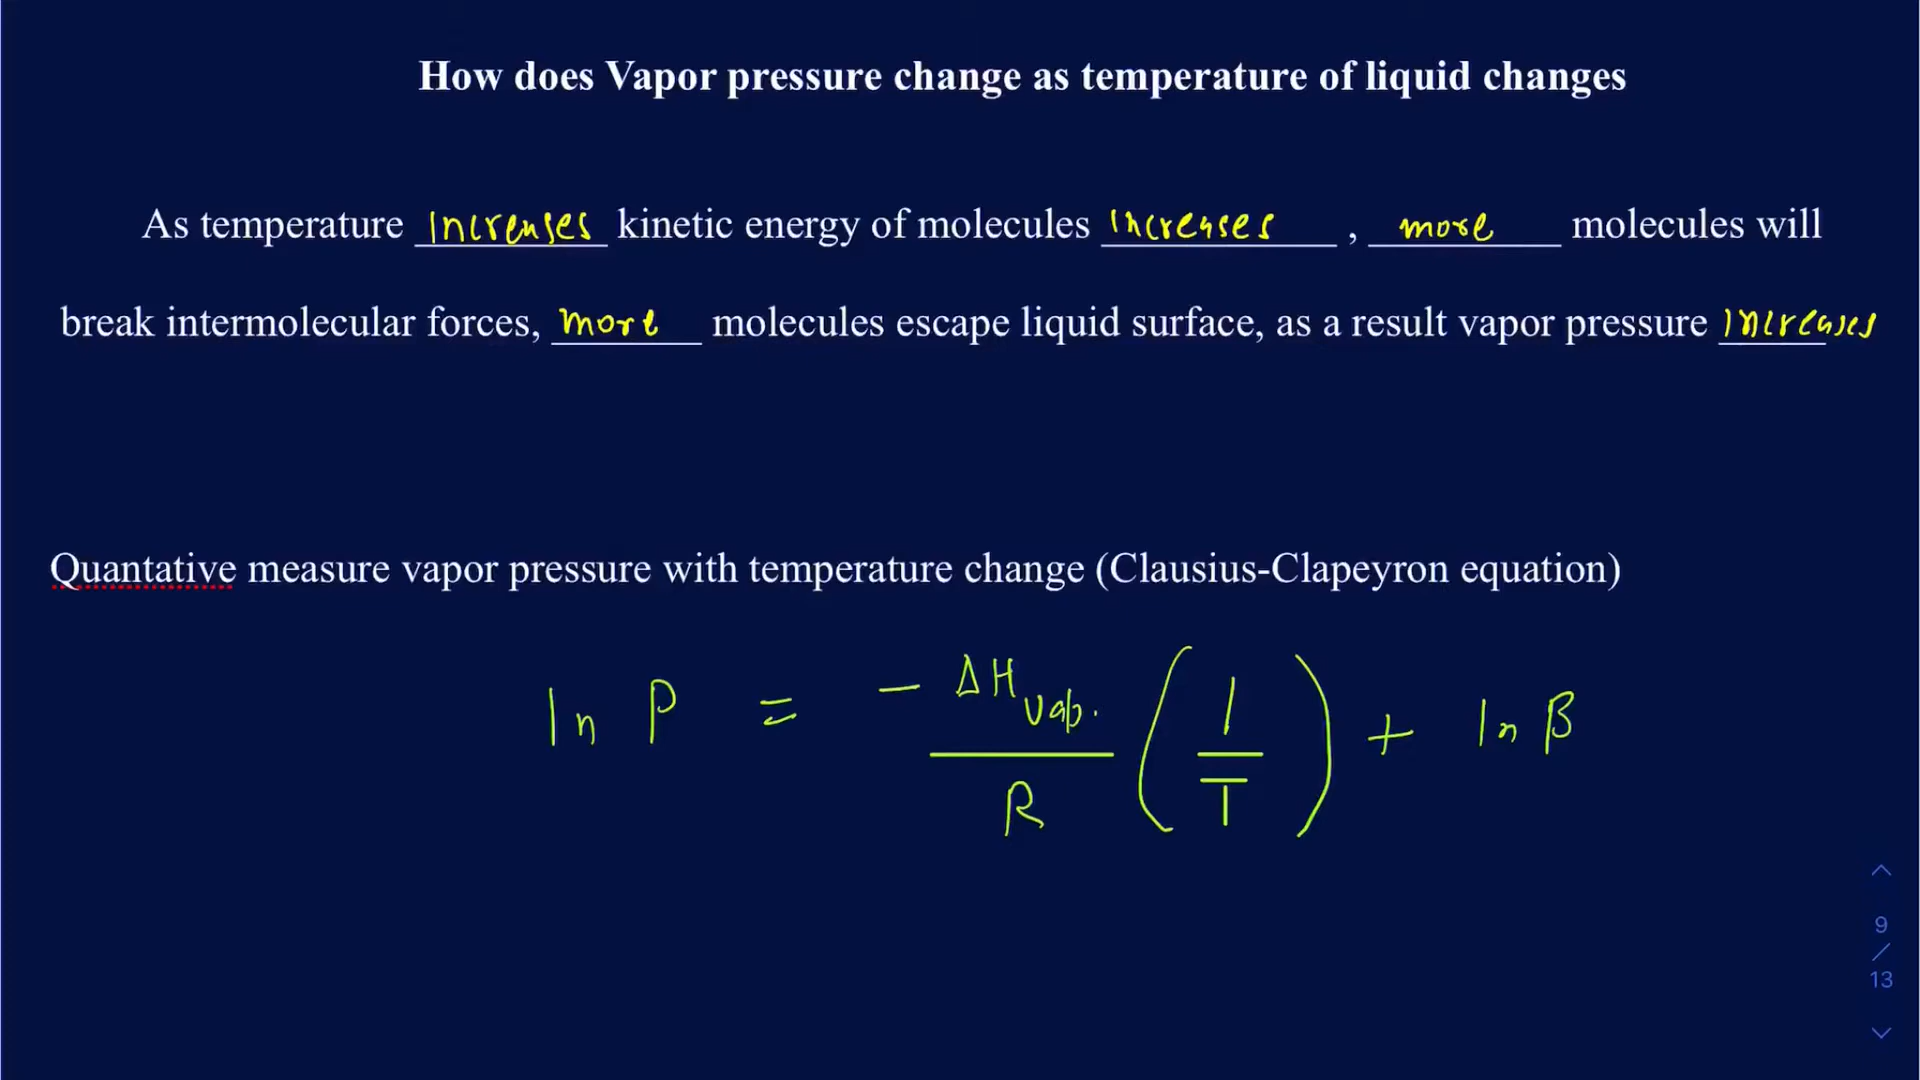 How does Vapor pressure change as temperature of liquid changes
As temperature increases kinetic energy of molecules increases , more molecules will
break intermolecular forces, more molecules escape liquid surface, as a result vapor pressure increases
Quantative measure vapor pressure with temperature change (Clausius-Clapeyron equation)
ln P = - ΔHvap. / R ( 1 / T ) + ln β
9
/
13